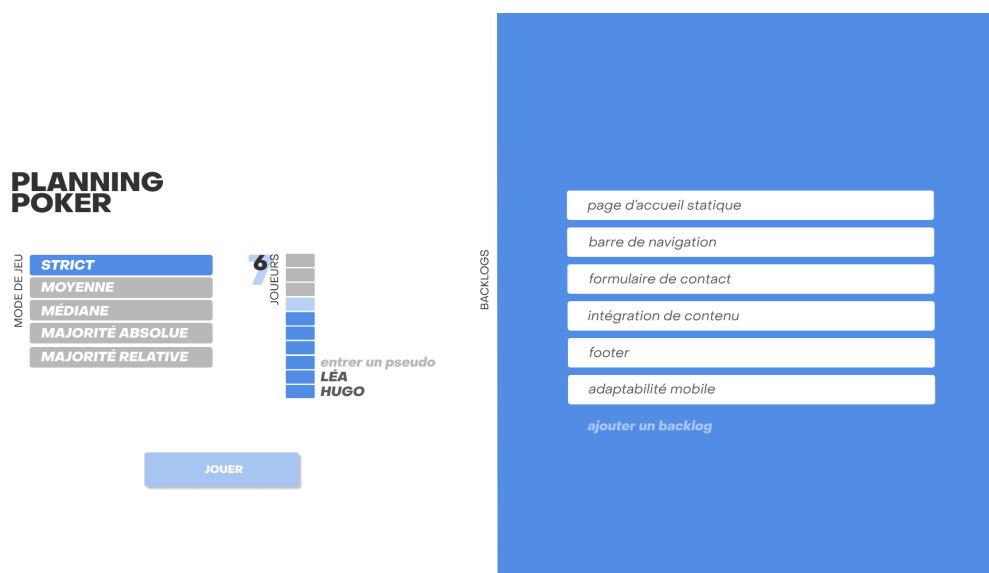 PLANNING
POKER
MODE DE JEU
STRICT
MOYENNE
MÉDIANE
MAJORITÉ ABSOLUE
MAJORITÉ RELATIVE
6
7
JOUEURS
entrer un pseudo
LÉA
HUGO
JOUER
BACKLOGS
page d'accueil statique
barre de navigation
formulaire de contact
intégration de contenu
footer
adaptabilité mobile
ajouter un backlog